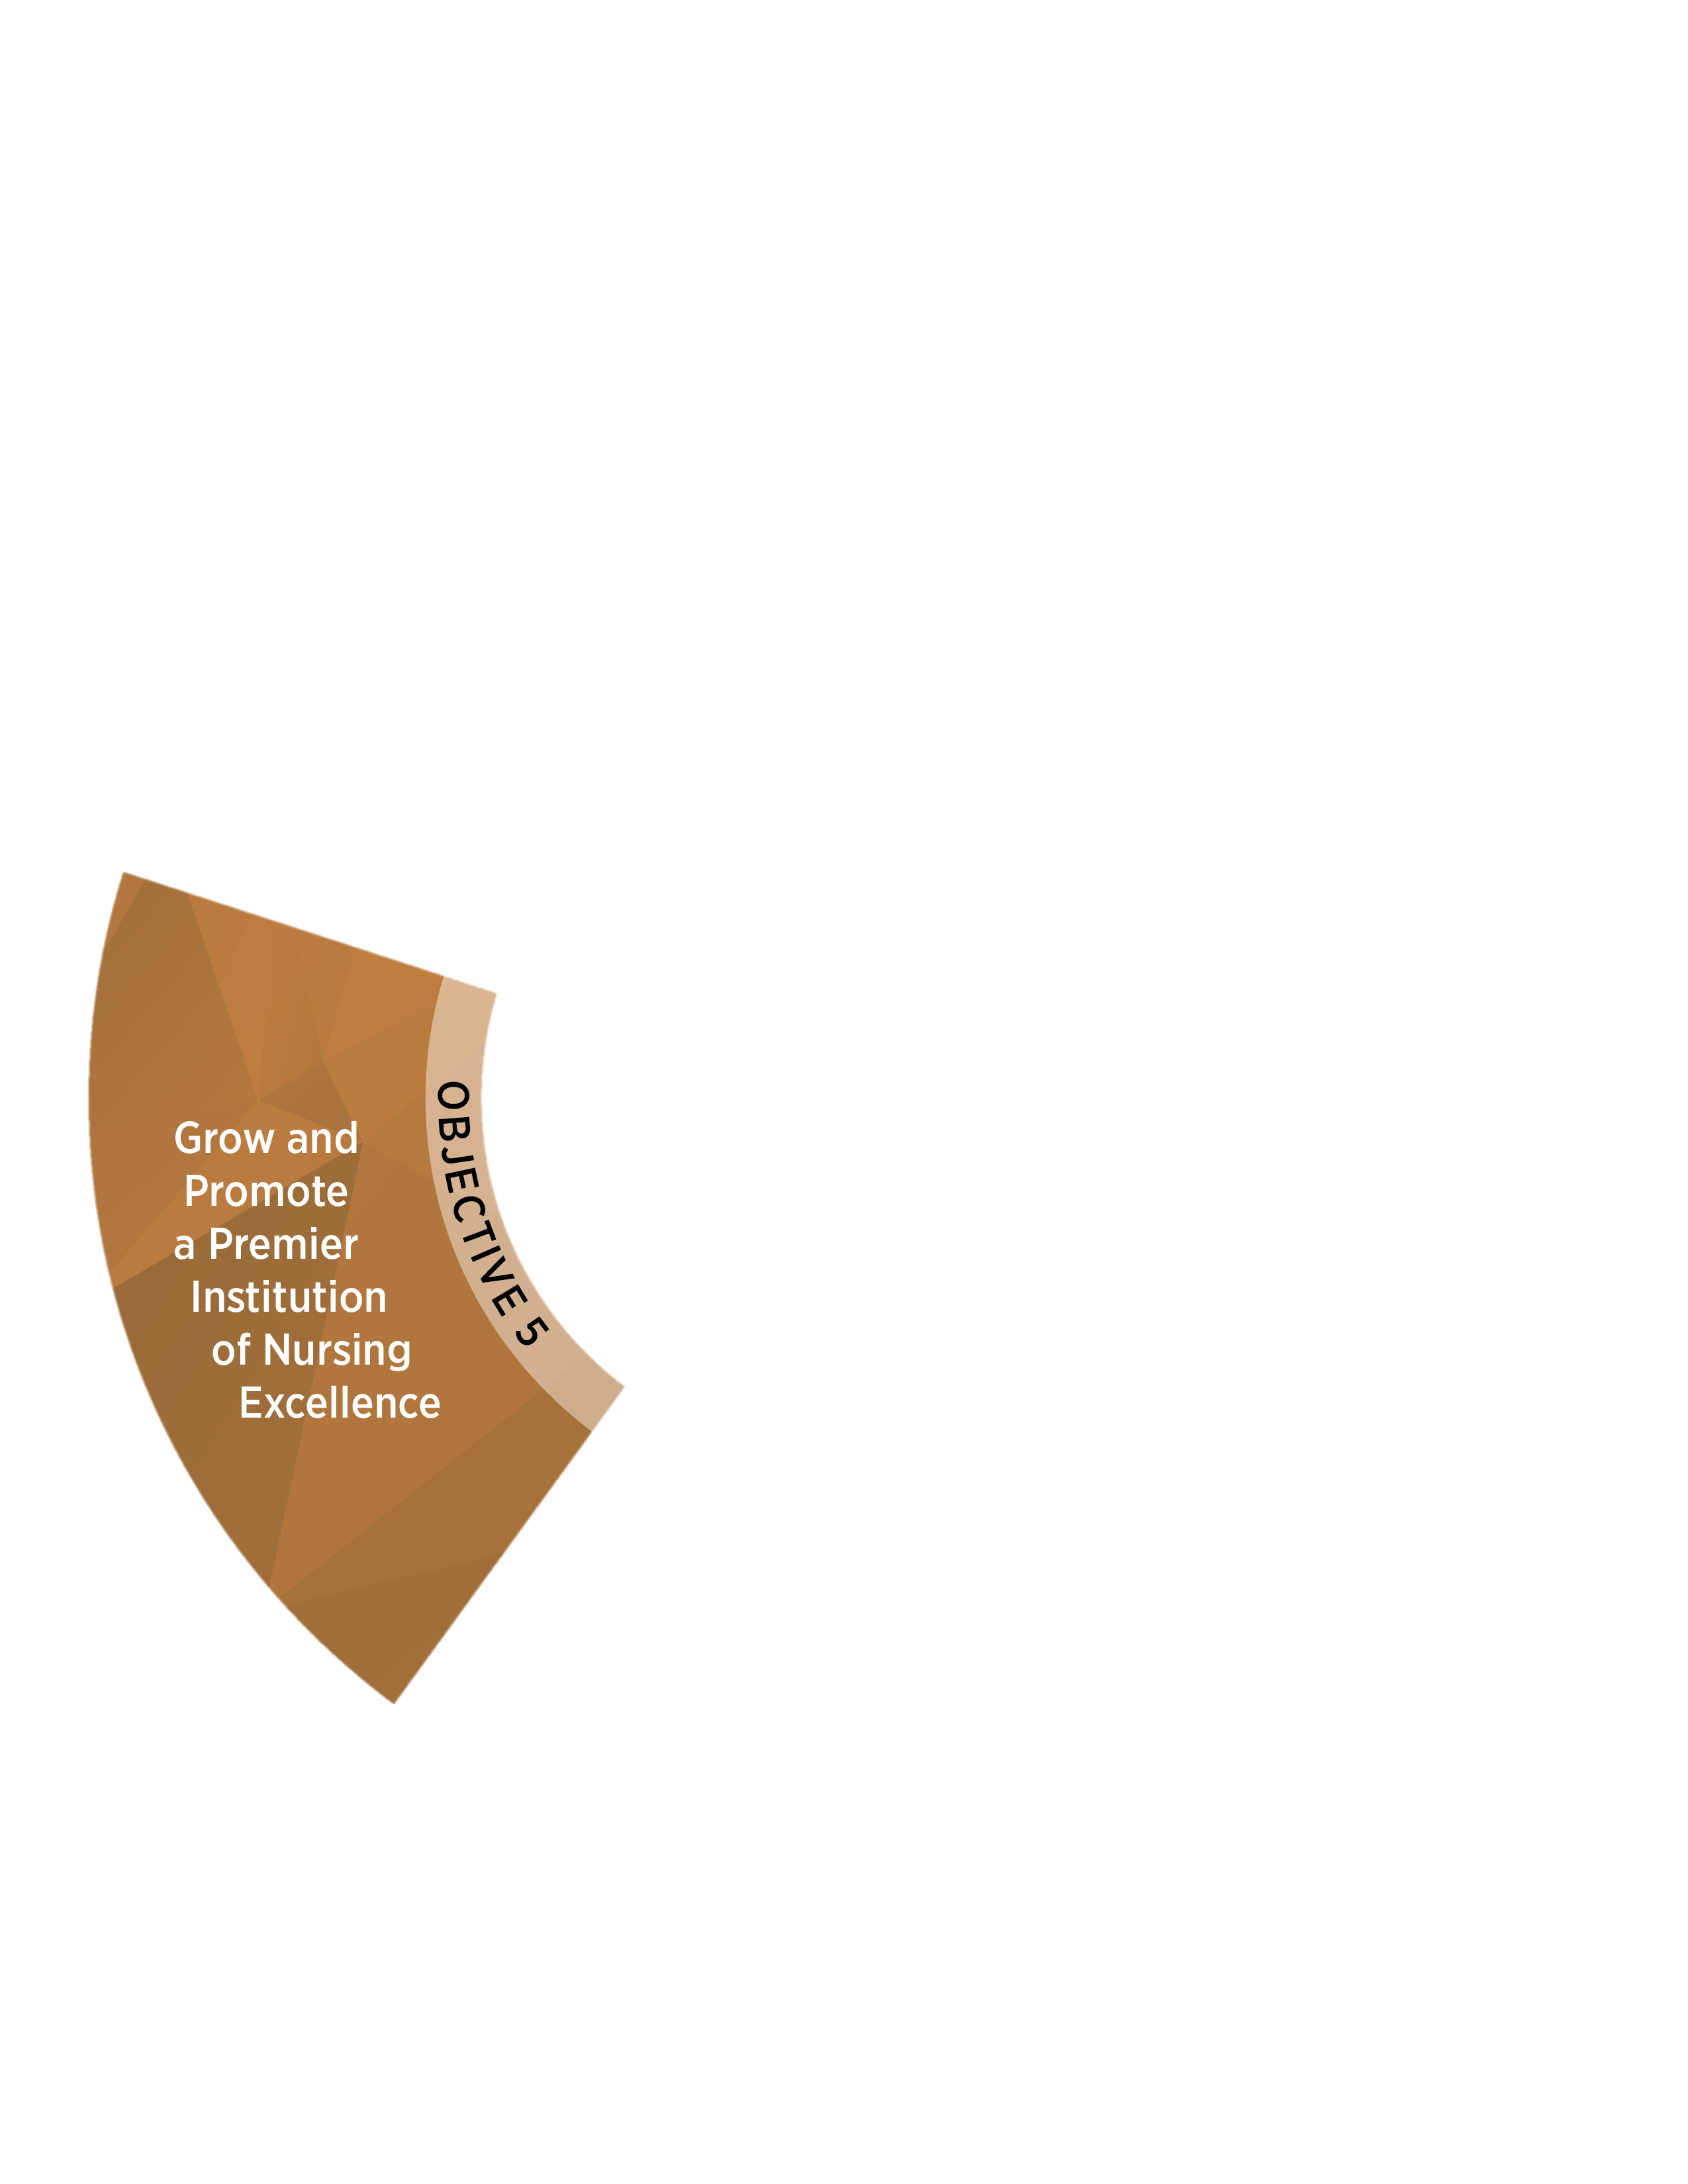 Grow and
Promote
a Premier
Institution
of Nursing
Excellence
OBJECTIVE 5